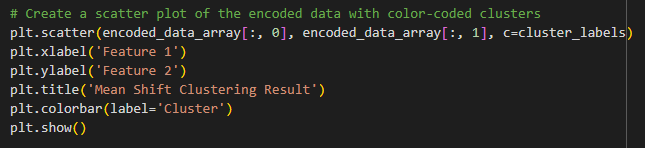 # Create a scatter plot of the encoded data with color-coded clusters
plt.scatter(encoded_data_array[:, 0], encoded_data_array[:, 1], c=cluster_labels)
plt.xlabel('Feature 1')
plt.ylabel('Feature 2')
plt.title('Mean Shift Clustering Result')
plt.colorbar(label='Cluster')
plt.show()